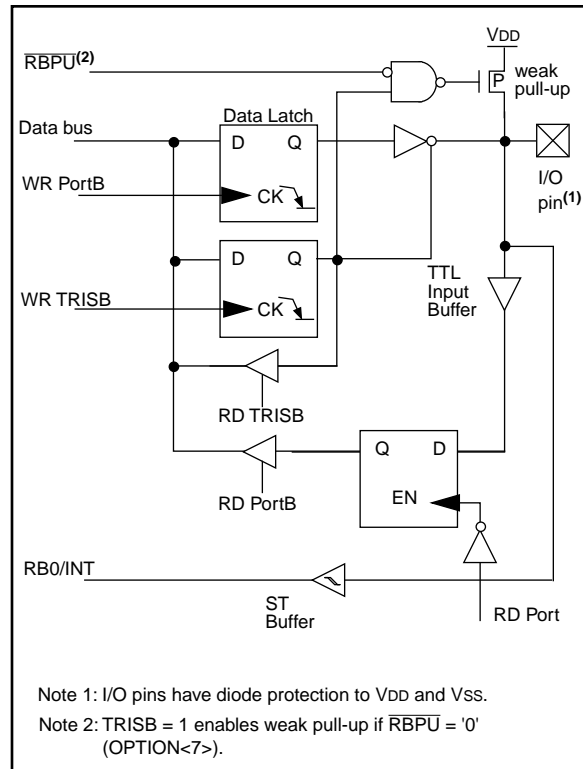 VDD
RBPU(2)
P
weak
pull-up
Data Latch
Data bus
D Q
I/O
pin(1)
WR PortB
CK
D Q
TTL
Input
Buffer
WR TRISB
CK
RD TRISB
Q D
EN
RD PortB
RB0/INT
ST
Buffer
RD Port
Note 1: I/O pins have diode protection to VDD and VSS.
Note 2: TRISB = 1 enables weak pull-up if RBPU = '0'
(OPTION<7>).